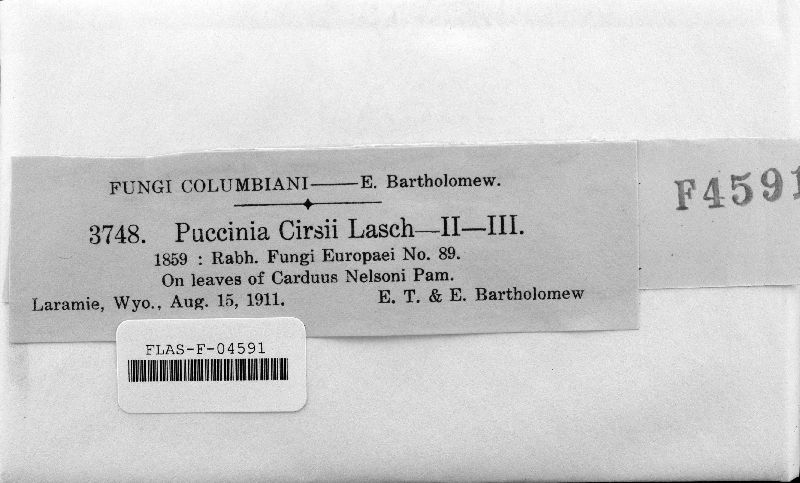 FUNGI COLUMBIANI—E. Bartholomew.
3748. Puccinia Cirsii Lasch—II—III.
1859 : Rabh. Fungi Europaei No. 89.
On leaves of Carduus Nelsoni Pam.
Laramie, Wyo., Aug. 15, 1911. E. T. & E. Bartholomew
F4591
FLAS-F-04591